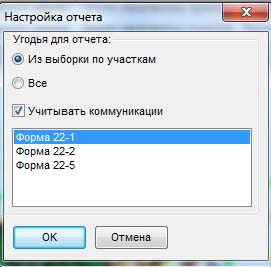 Настройка отчета
Угодья для отчета:
Из выборки по участкам
Все
Учитывать коммуникации
Форма 22-1
Форма 22-2
Форма 22-5
OK
Отмена